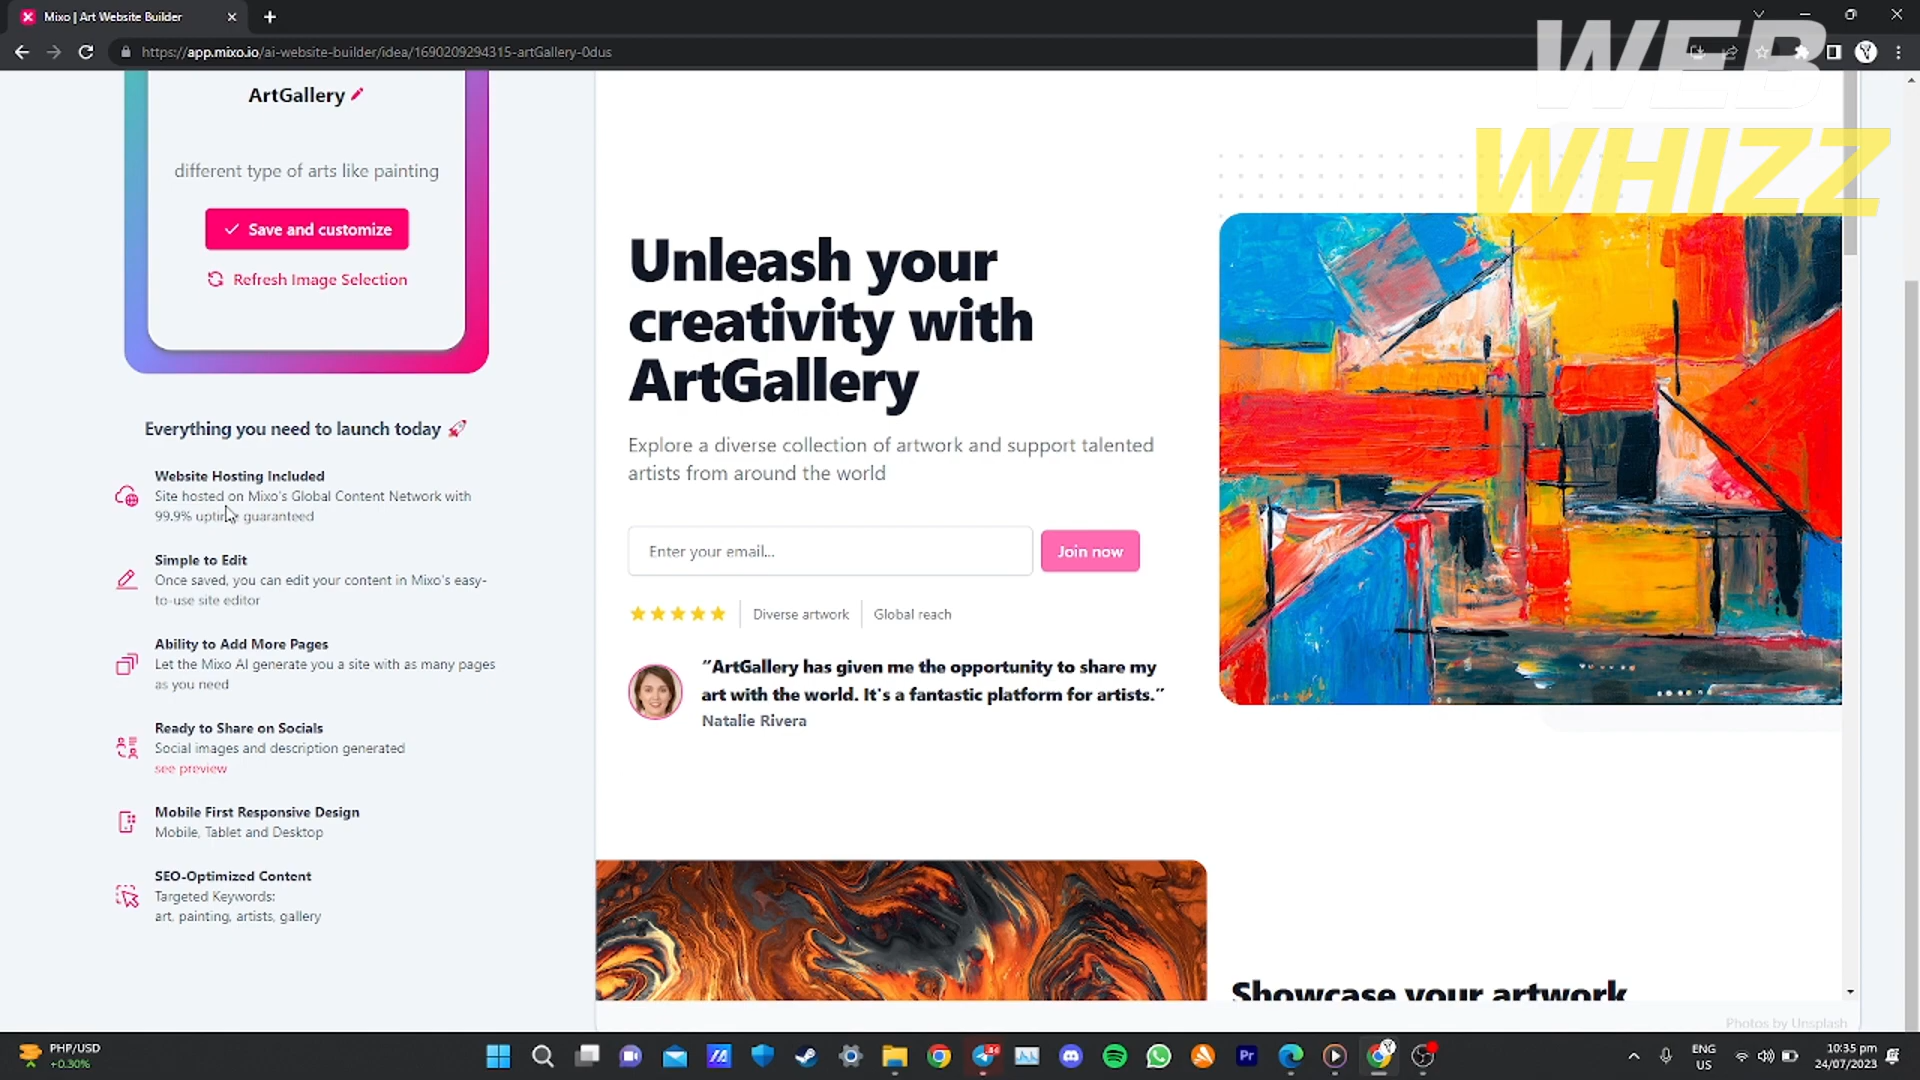 Mixo | Art Website Builder
https://app.mixo.io/ai-website-builder/idea/1690209294315-artGallery-0dus
WEB
WHIZZ
ArtGallery
different type of arts like painting
Save and customize
Refresh Image Selection
Everything you need to launch today
Website Hosting Included
Site hosted on Mixo's Global Content Network with
99.9% uptime guaranteed
Simple to Edit
Once saved, you can edit your content in Mixo's easy-
to-use site editor
Ability to Add More Pages
Let the Mixo AI generate you a site with as many pages
as you need
Ready to Share on Socials
Social images and description generated
see preview
Mobile First Responsive Design
Mobile, Tablet and Desktop
SEO-Optimized Content
Targeted Keywords:
art, painting, artists, gallery
Unleash your
creativity with
ArtGallery
Explore a diverse collection of artwork and support talented
artists from around the world
Enter your email...
Join now
Diverse artwork
Global reach
“ArtGallery has given me the opportunity to share my
art with the world. It's a fantastic platform for artists.”
Natalie Rivera
Showcase your artwork
Photos by Unsplash
PHP/USD
+0.30%
Pr
ENG
US
10:35 pm
24/07/2023